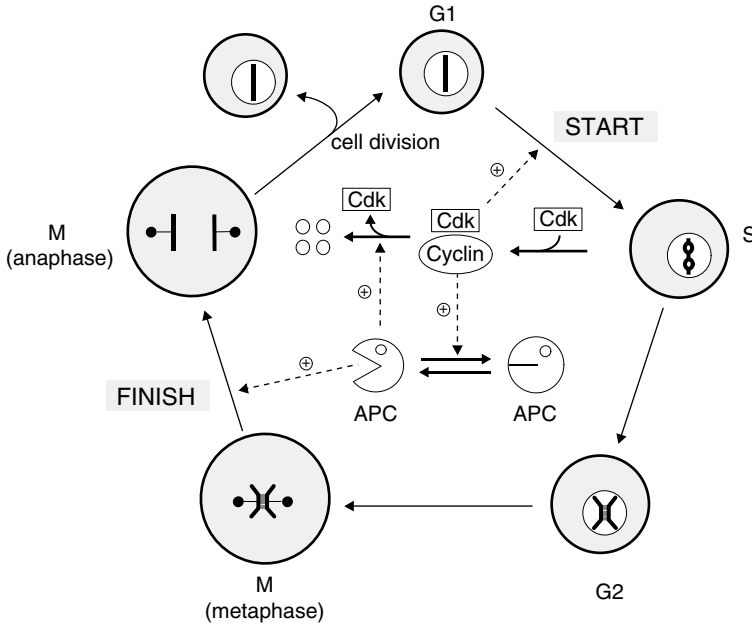 G1
START
cell division
⊕
Cdk
Cdk
Cdk
M
(anaphase)
Cyclin
S
⊕
⊕
⊕
FINISH
APC
APC
M
(metaphase)
G2